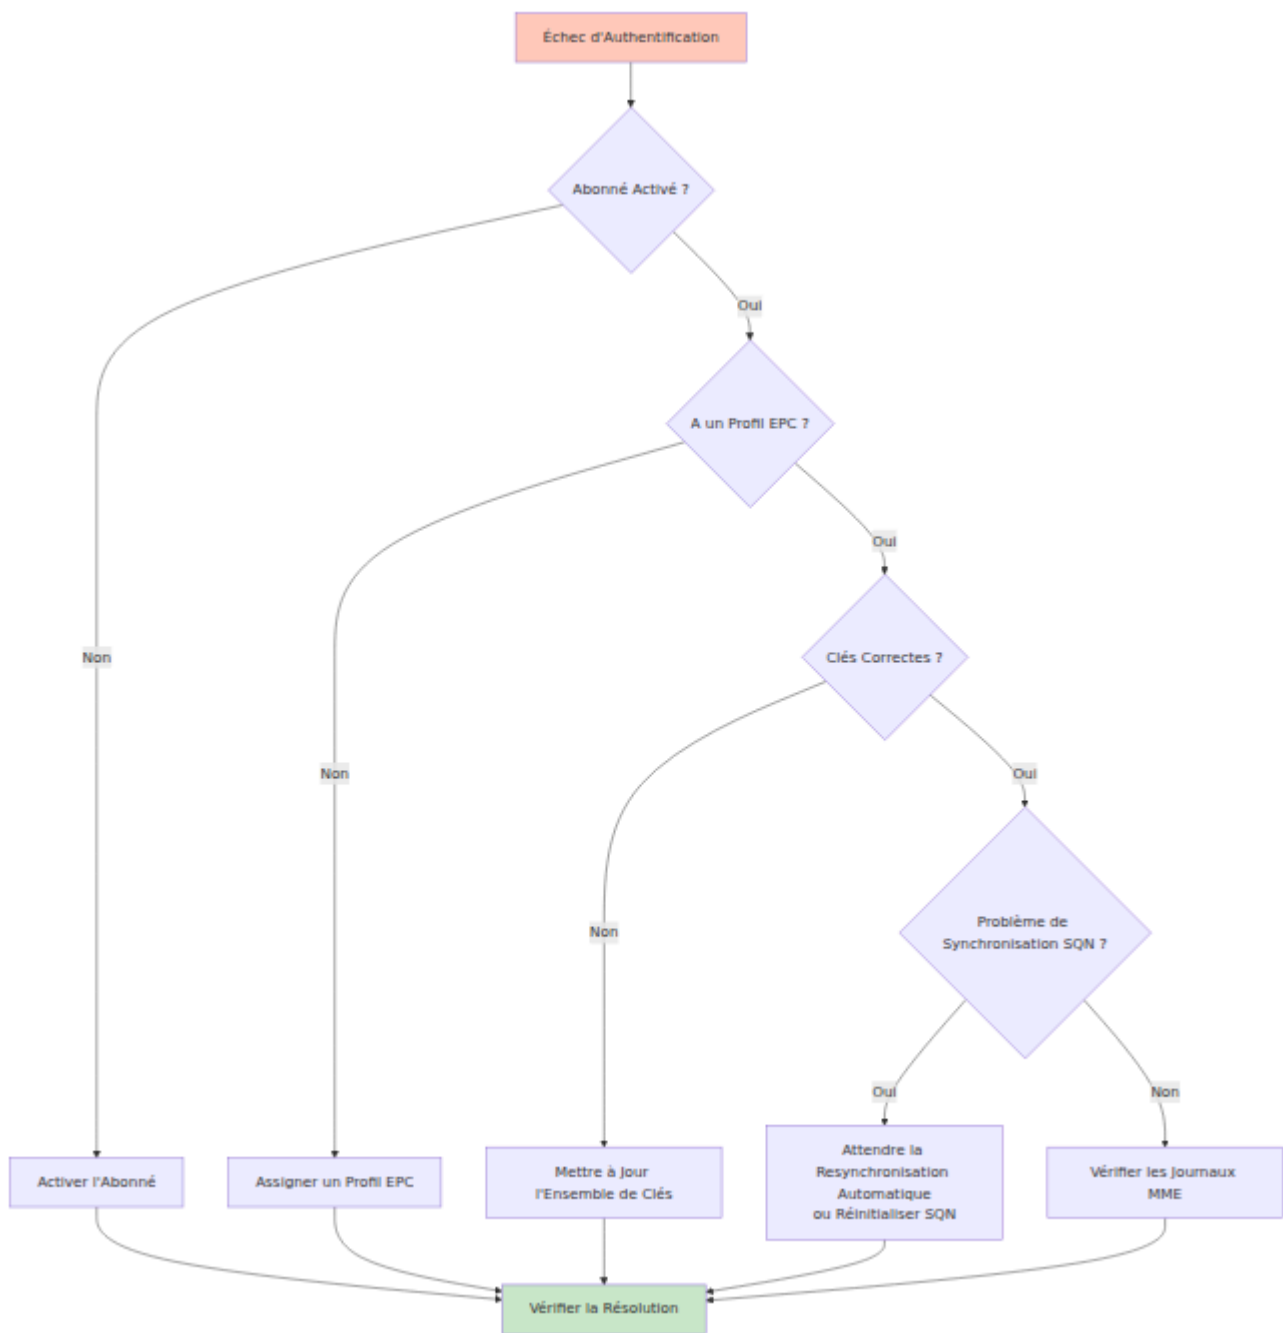 Échec d'Authentification
Abonné Activé ?
Oui
A un Profil EPC ?
Oui
Clés Correctes ?
Non
Non
Oui
Problème de
Synchronisation SQN ?
Non
Oui
Non
Activer l'Abonné
Assigner un Profil EPC
Mettre à Jour
l'Ensemble de Clés
Attendre la
Resynchronisation
Automatique
ou Réinitialiser SQN
Vérifier les Journaux
MME
Vérifier la Résolution